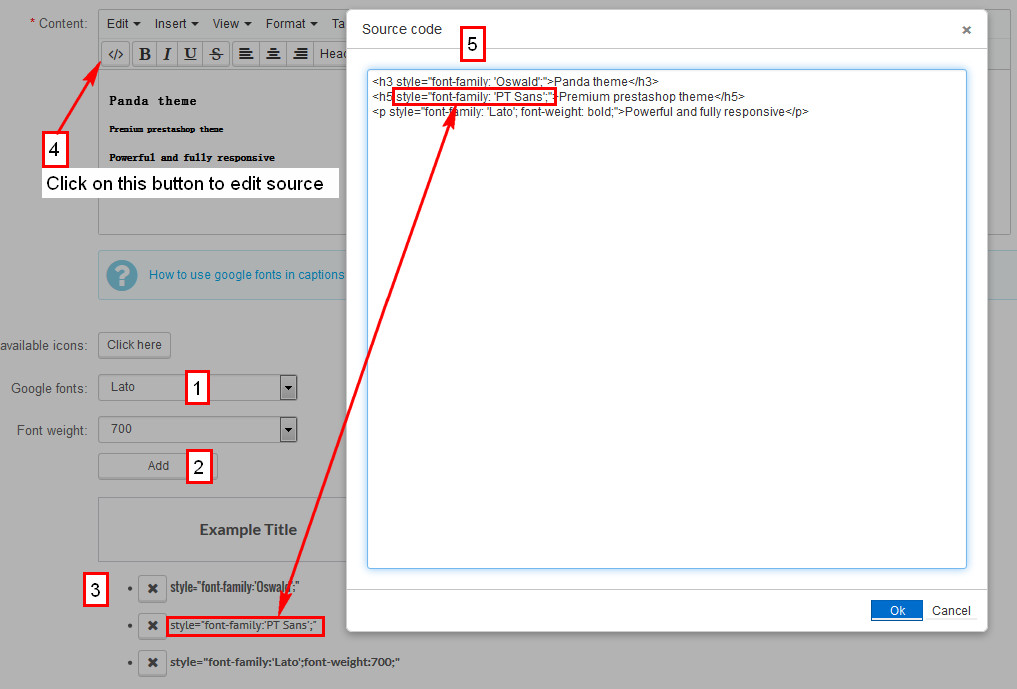 * Content:
Edit Insert View Format Ta
</> B I U S Head
Panda theme
Premium prestashop theme
Powerful and fully responsive
4
Click on this button to edit source
? How to use google fonts in captions
available icons: Click here
Google fonts: Lato 1
Font weight: 700
Add 2
Example Title
3
style="font-family:'Oswald';"
style="font-family:'PT Sans';"
style="font-family:'Lato';font-weight:700;"
Source code
5
×
<h3 style="font-family: 'Oswald';">Panda theme</h3>
<h5 style="font-family: 'PT Sans';">Premium prestashop theme</h5>
<p style="font-family: 'Lato'; font-weight: bold;">Powerful and fully responsive</p>
Ok Cancel